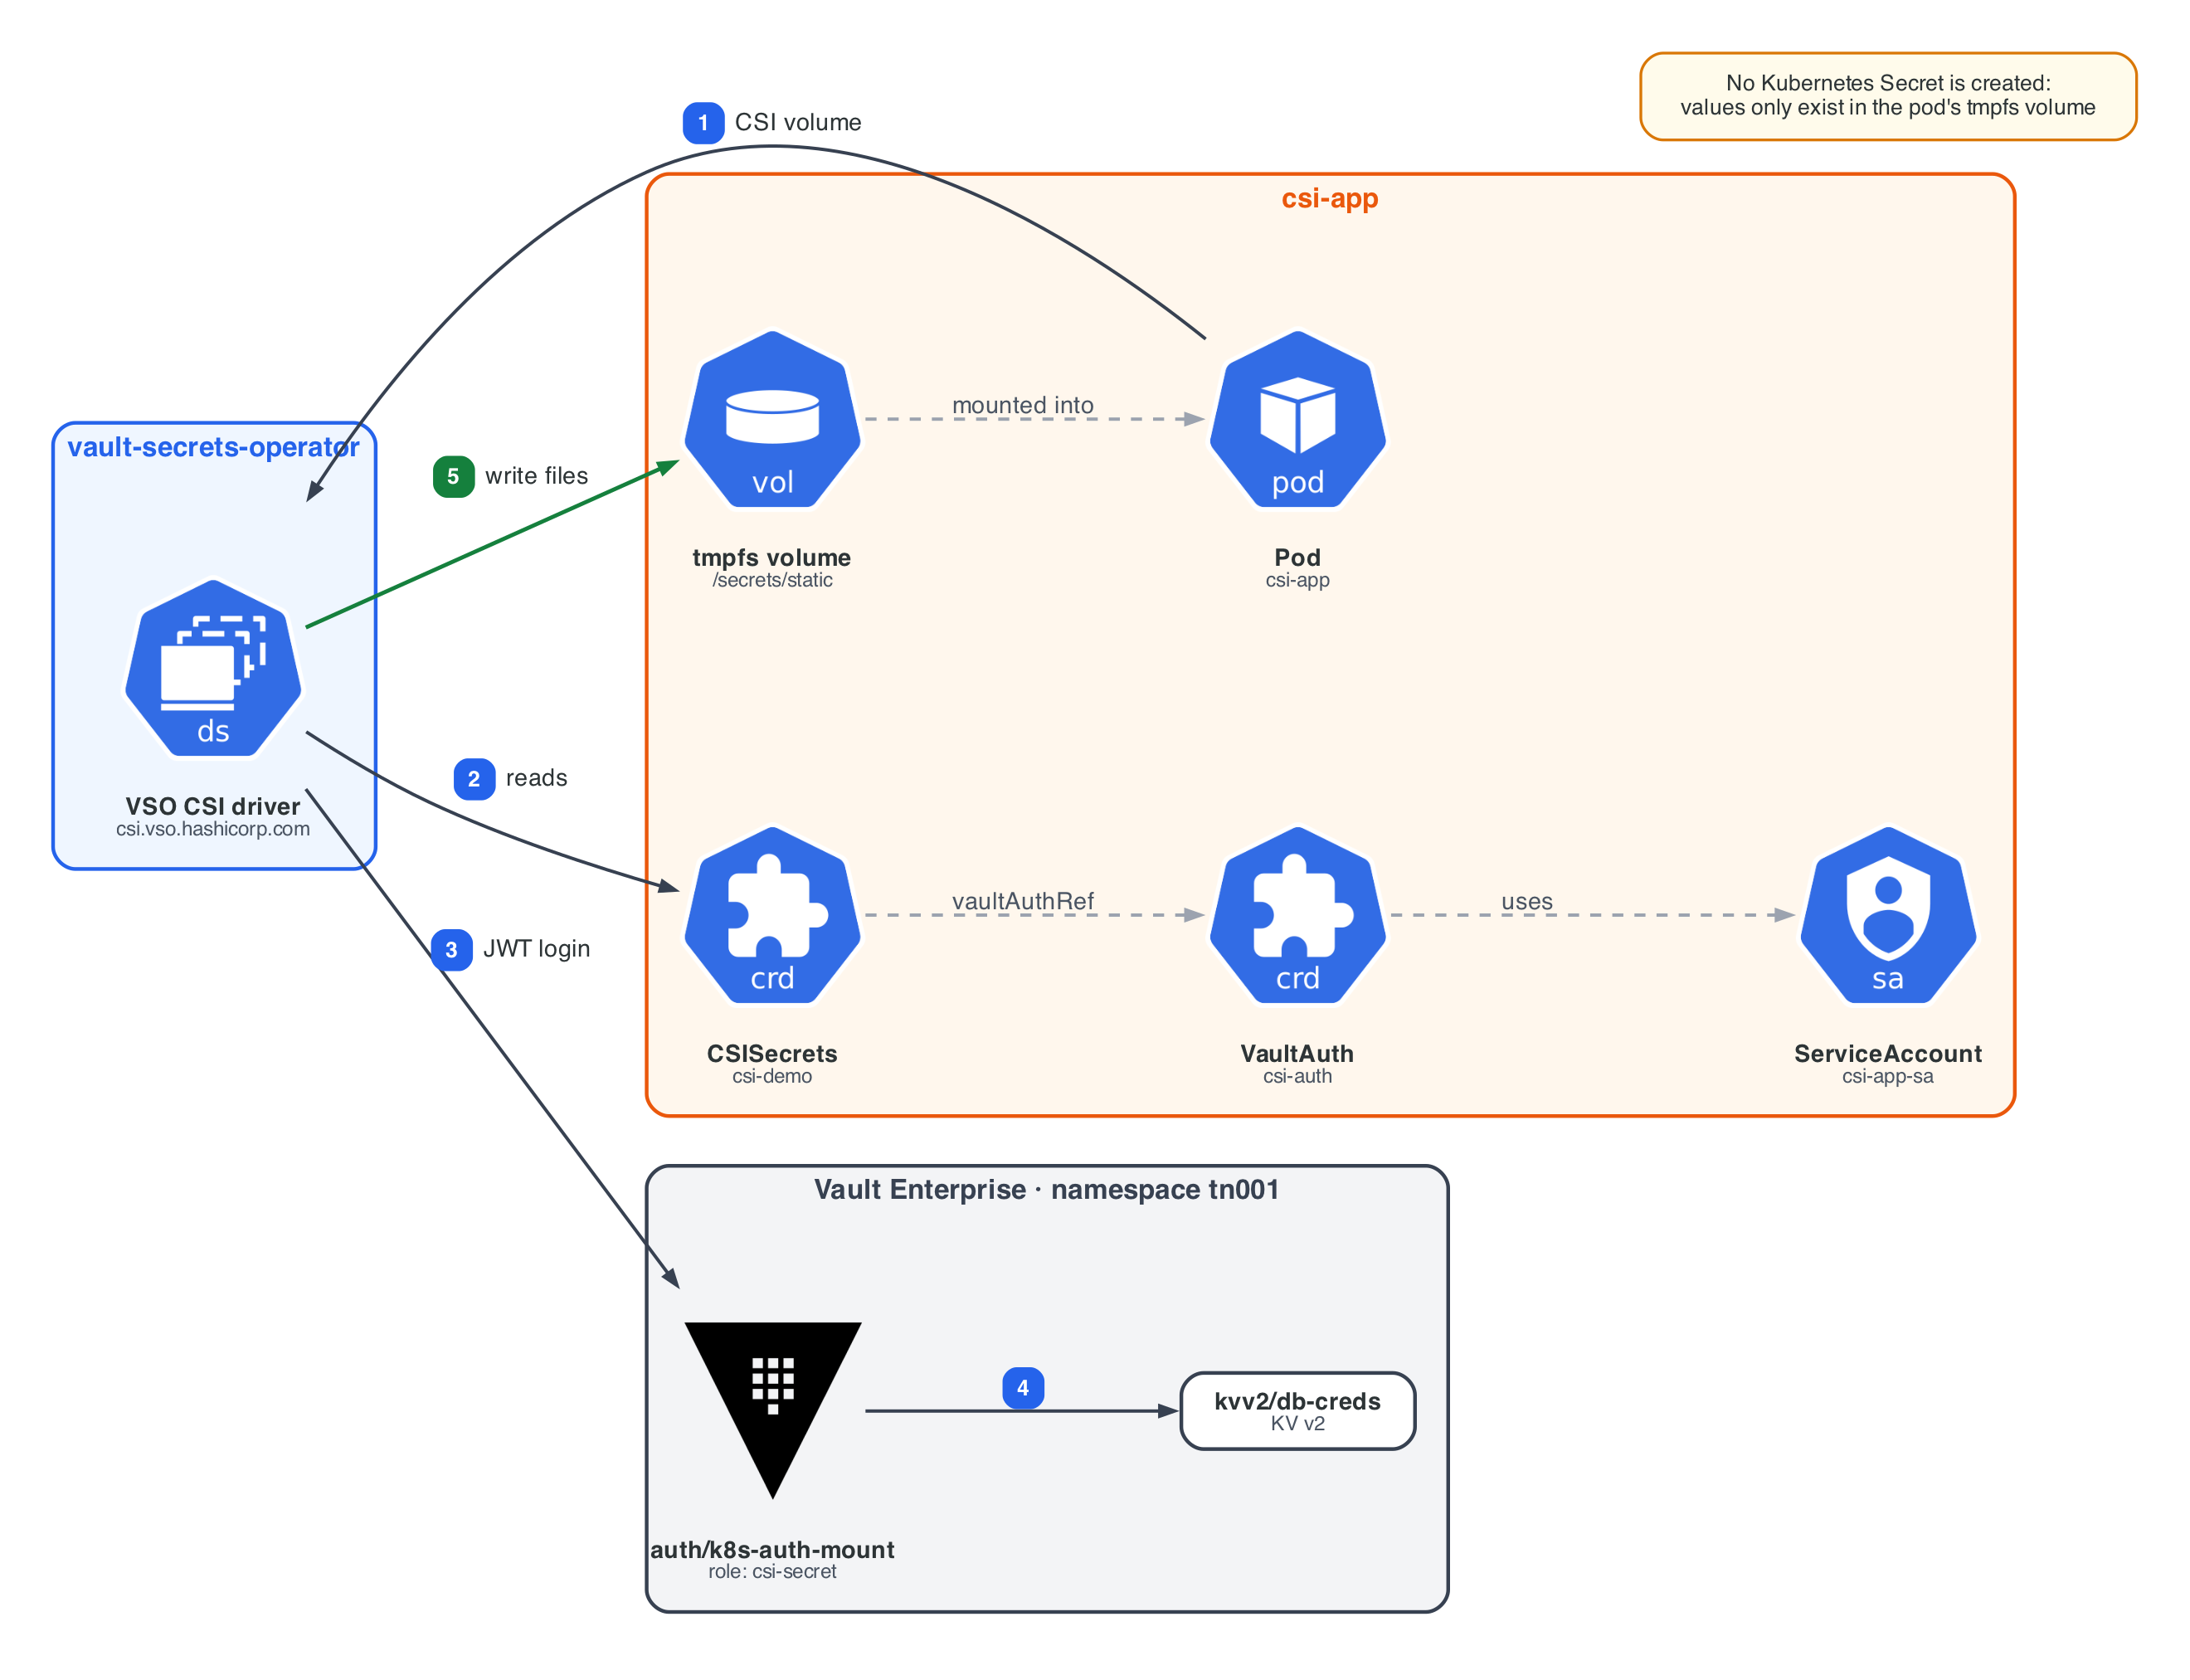 No Kubernetes Secret is created:
values only exist in the pod's tmpfs volume
1 CSI volume
csi-app
vault-secrets-operator
5 write files
mounted into
vol
pod
tmpfs volume
/secrets/static
Pod
csi-app
ds
VSO CSI driver
csi.vso.hashicorp.com
2 reads
3 JWT login
vaultAuthRef
uses
crd
crd
sa
CSISecrets
csi-demo
VaultAuth
csi-auth
ServiceAccount
csi-app-sa
Vault Enterprise · namespace tn001
4
kvv2/db-creds
KV v2
auth/k8s-auth-mount
role: csi-secret